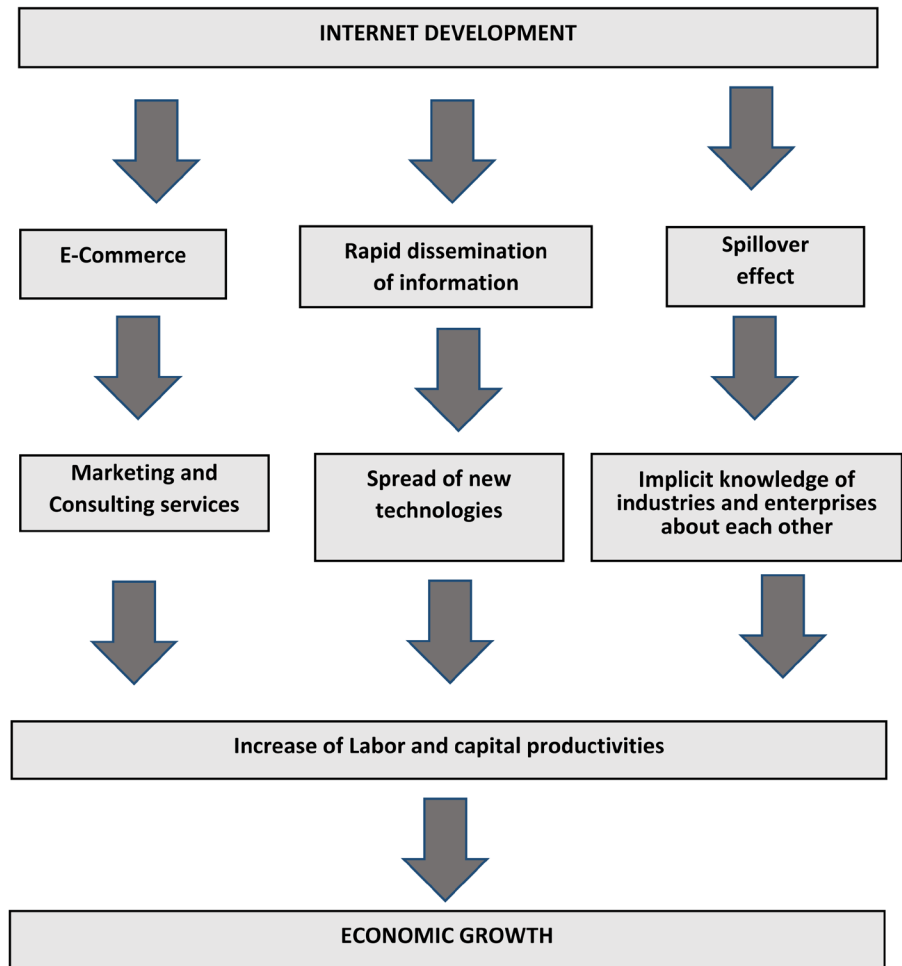 INTERNET DEVELOPMENT
E-Commerce
Rapid dissemination
of information
Spillover
effect
Marketing and
Consulting services
Spread of new
technologies
Implicit knowledge of
industries and enterprises
about each other
Increase of Labor and capital productivities
ECONOMIC GROWTH